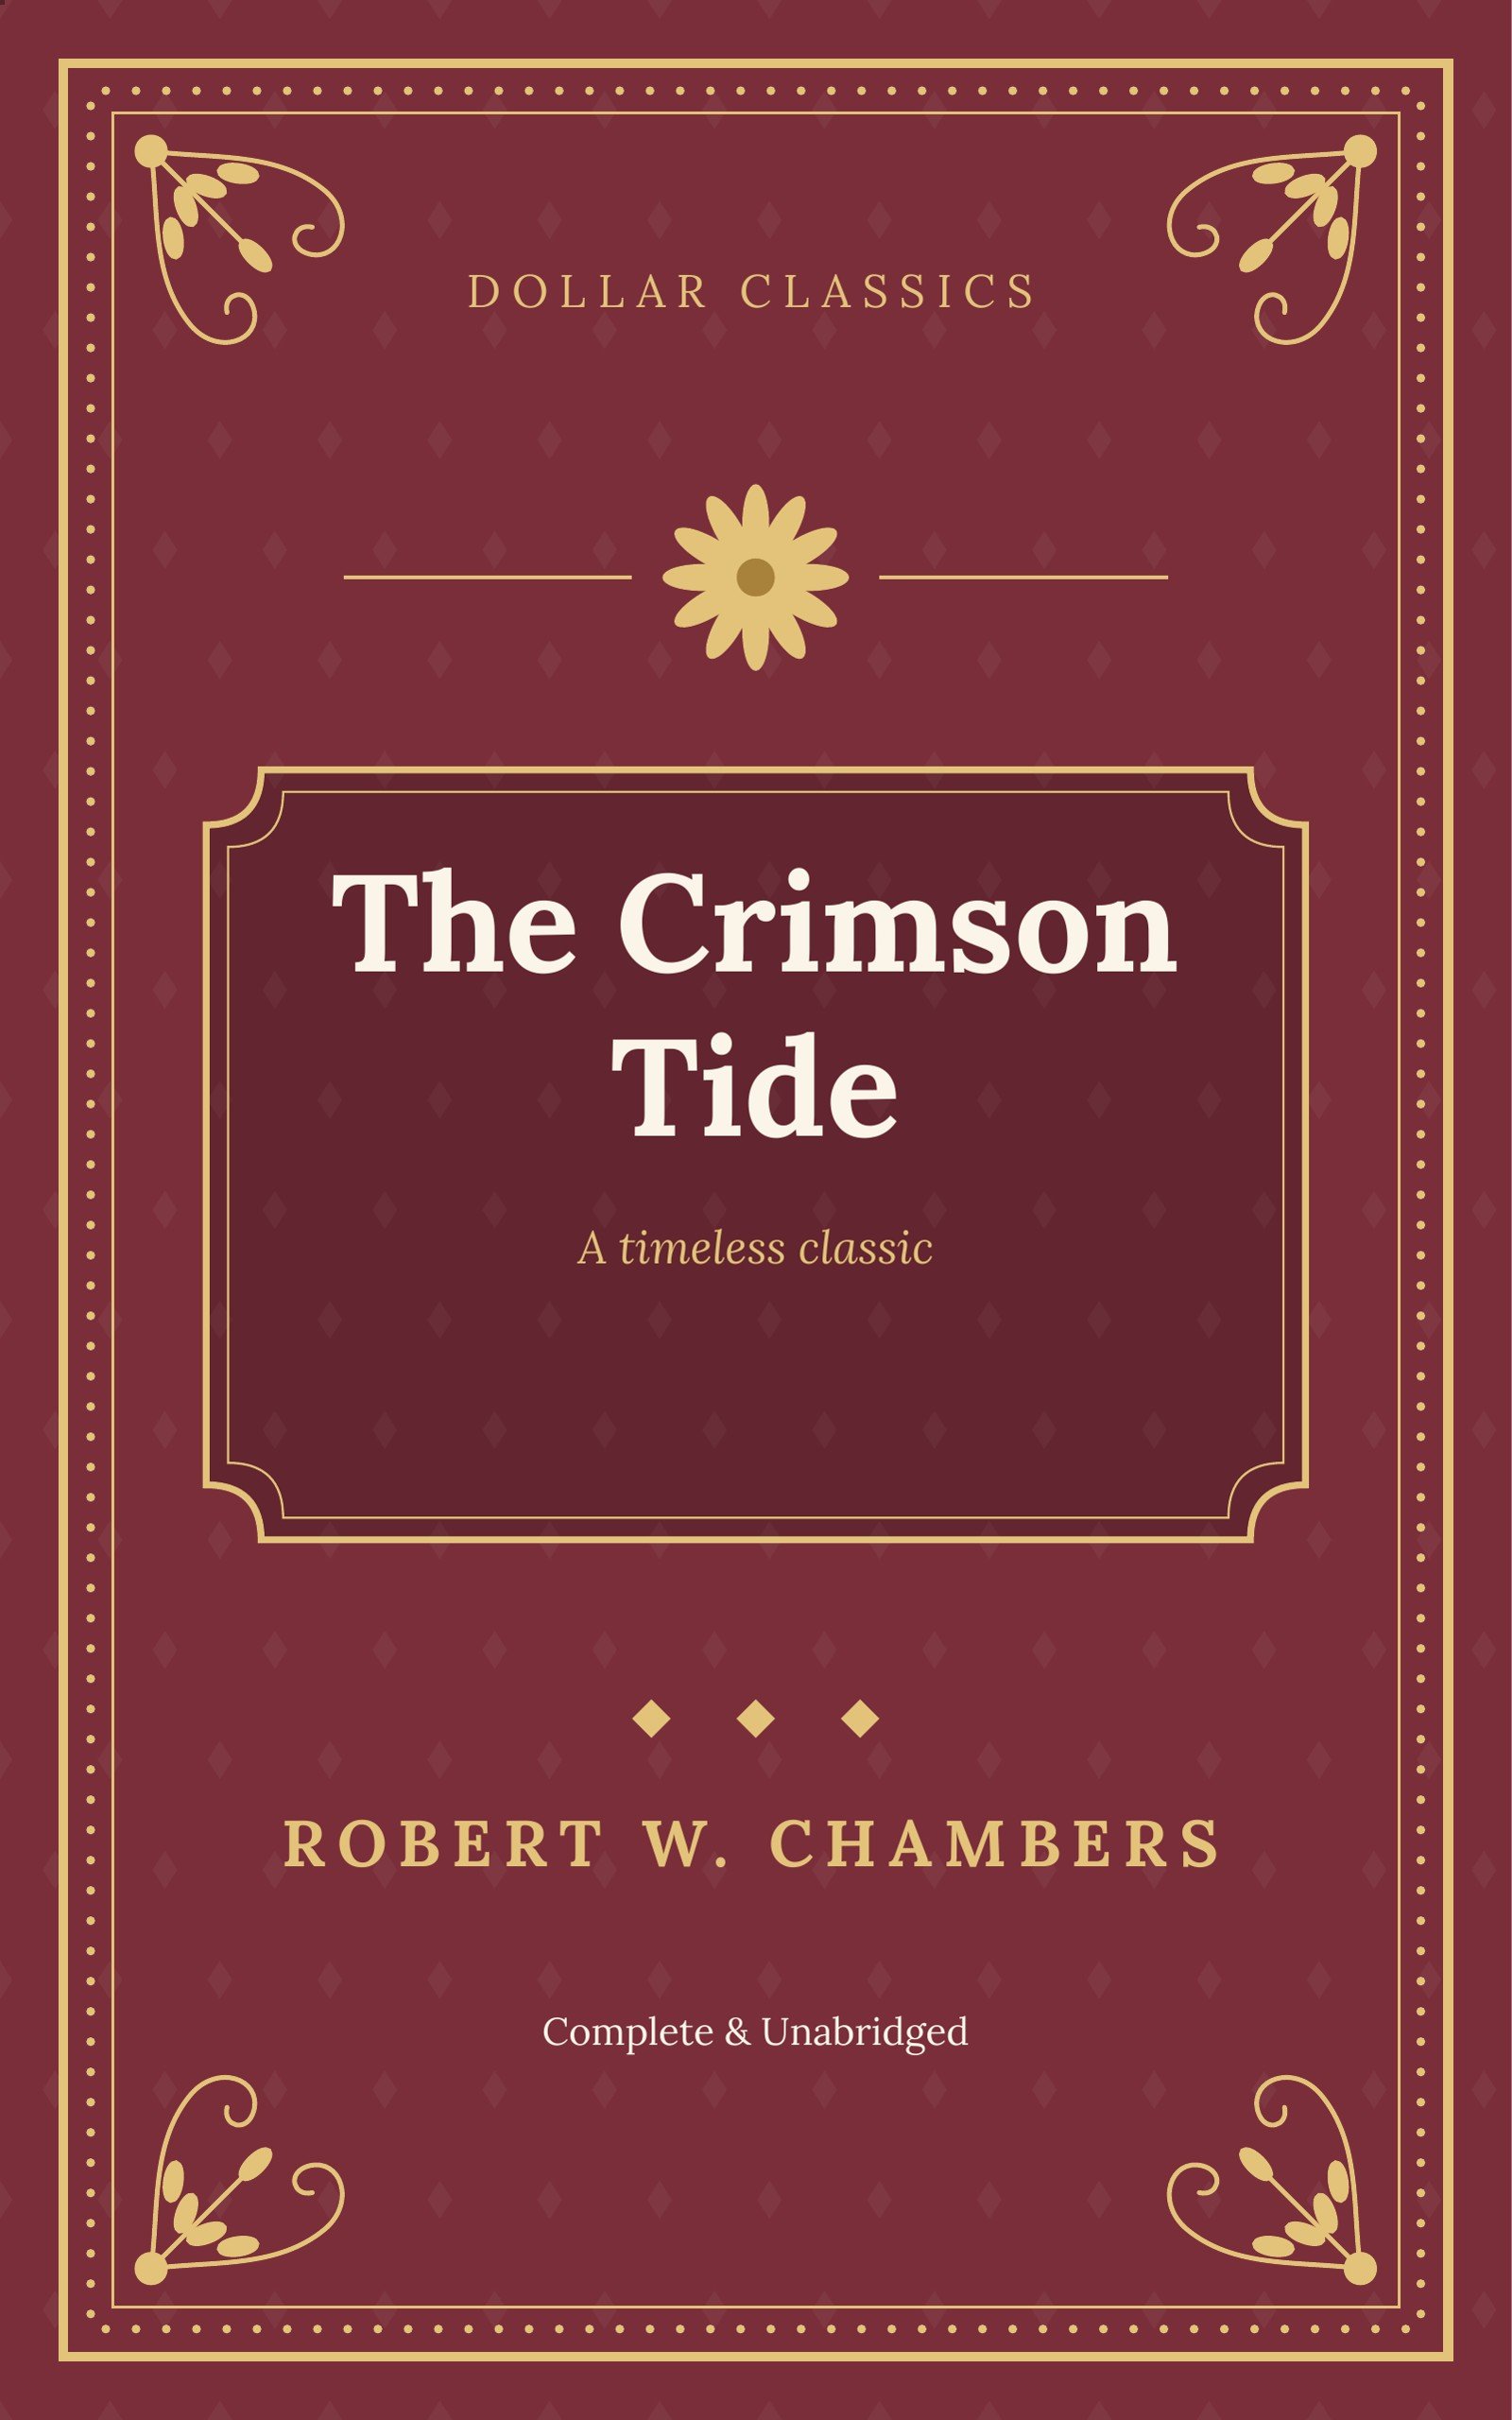 DOLLAR CLASSICS
The Crimson
Tide
A timeless classic
ROBERT W. CHAMBERS
Complete & Unabridged